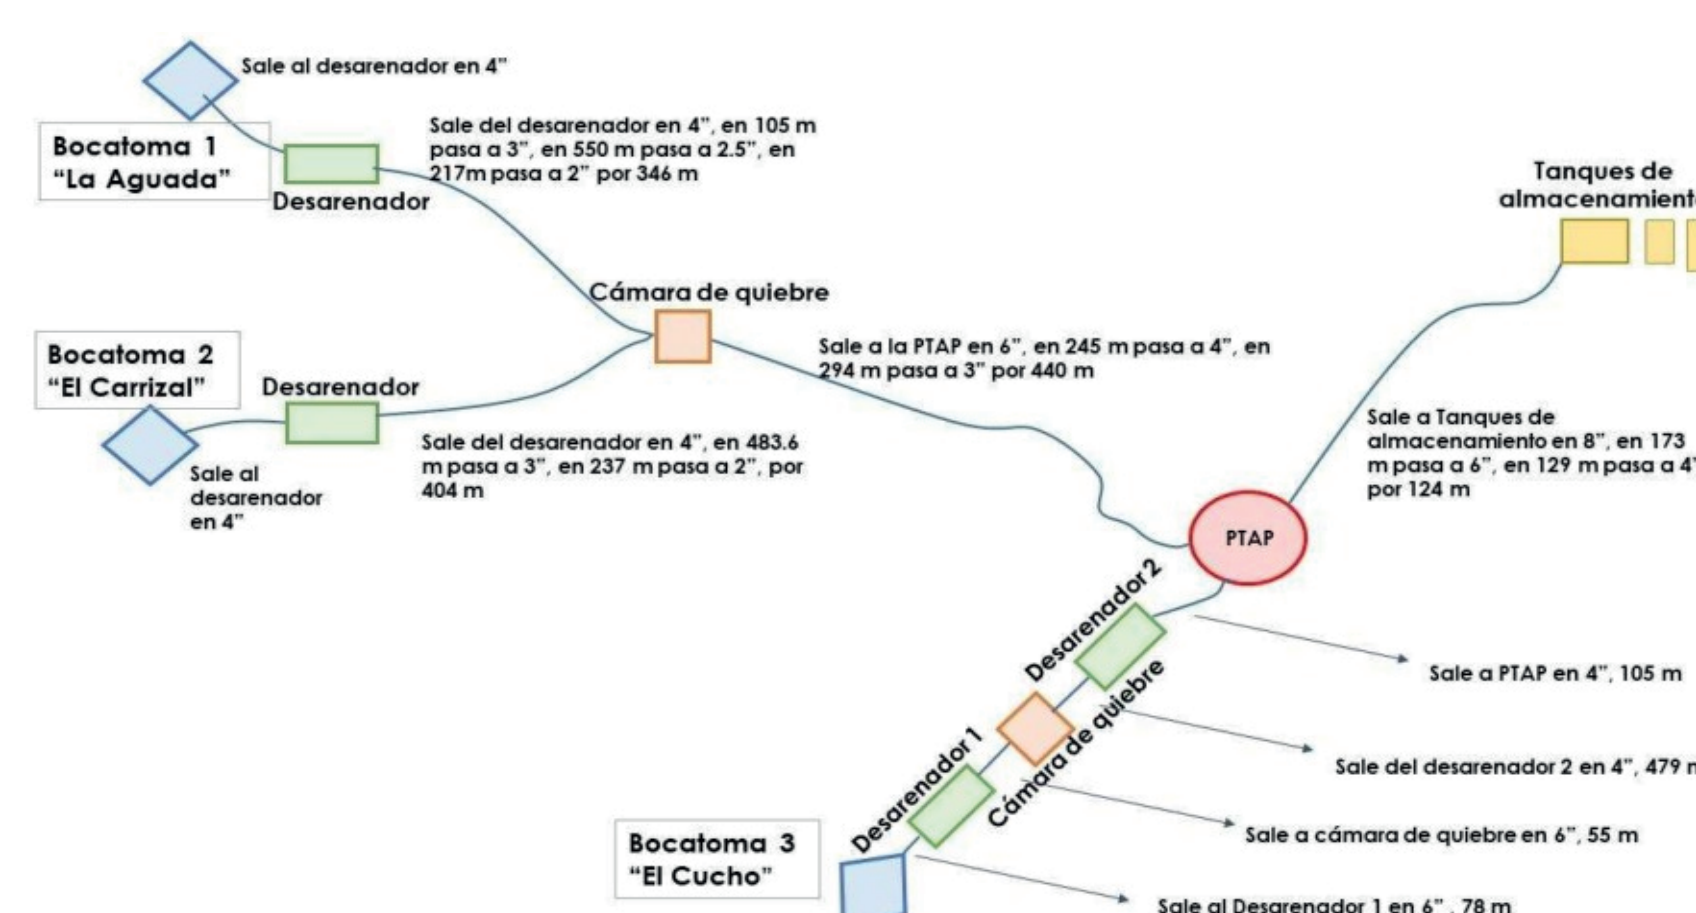 Sale al desarenador en 4”
Bocatoma 1
“La Aguada”
Desarenador
Sale del desarenador en 4”, en 105 m
pasa a 3”, en 550 m pasa a 2.5”, en
217m pasa a 2” por 346 m
Cámara de quiebre
Bocatoma 2
“El Carrizal”
Desarenador
Sale al
desarenador
en 4”
Sale del desarenador en 4”, en 483.6
m pasa a 3”, en 237 m pasa a 2”, por
404 m
Sale a la PTAP en 6”, en 245 m pasa a 4”, en
294 m pasa a 3” por 440 m
Tanques de
Sale a Tanques de
almacenamiento en 8”, en 173
m pasa a 6”, en 129 m pasa a 4”
por 124 m
PTAP
Desarenador 2
Cámara de quiebre
Desarenador 1
Bocatoma 3
“El Cucho”
Sale a PTAP en 4”, 105 m
Sale del desarenador 2 en 4”, 479
Sale a cámara de quiebre en 6”, 55 m
Sale al Desarenador 1 en 6” , 78 m